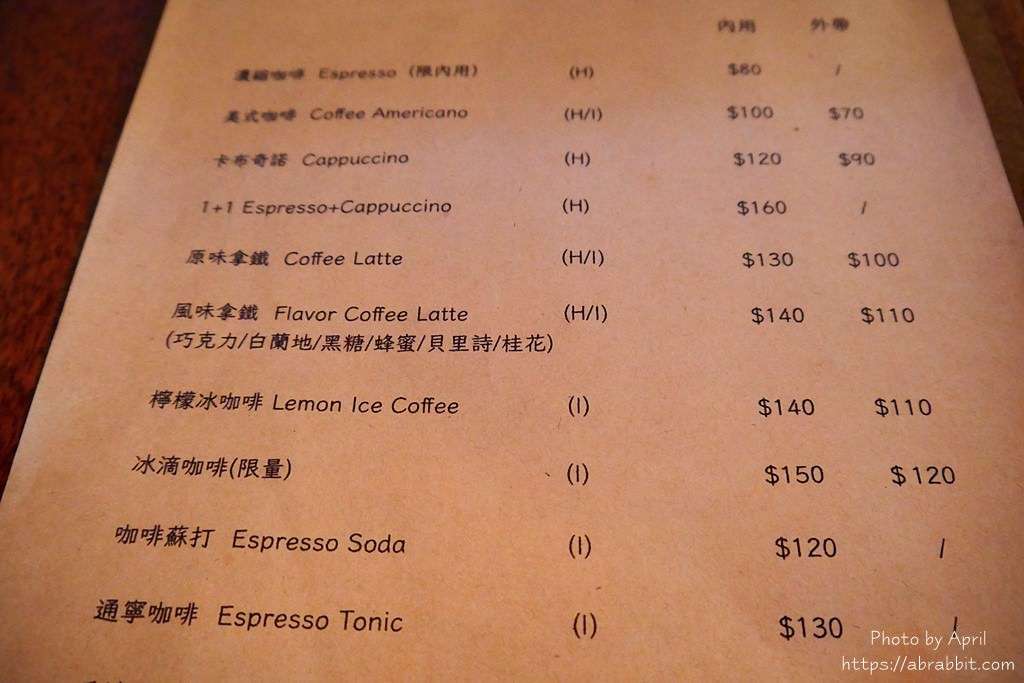 內用 外帶
濃縮咖啡 Espresso (限內用) (H) $80 /
美式咖啡 Coffee Americano (H/I) $100 $70
卡布奇諾 Cappuccino (H) $120 $90
1+1 Espresso+Cappuccino (H) $160 /
原味拿鐵 Coffee Latte (H/I) $130 $100
風味拿鐵 Flavor Coffee Latte (H/I) $140 $110
(巧克力/白蘭地/黑糖/蜂蜜/貝里詩/桂花)
檸檬冰咖啡 Lemon Ice Coffee (I) $140 $110
冰滴咖啡(限量) (I) $150 $120
咖啡蘇打 Espresso Soda (I) $120 /
通寧咖啡 Espresso Tonic (I) $130 /
Photo by April
https://abrabbit.com